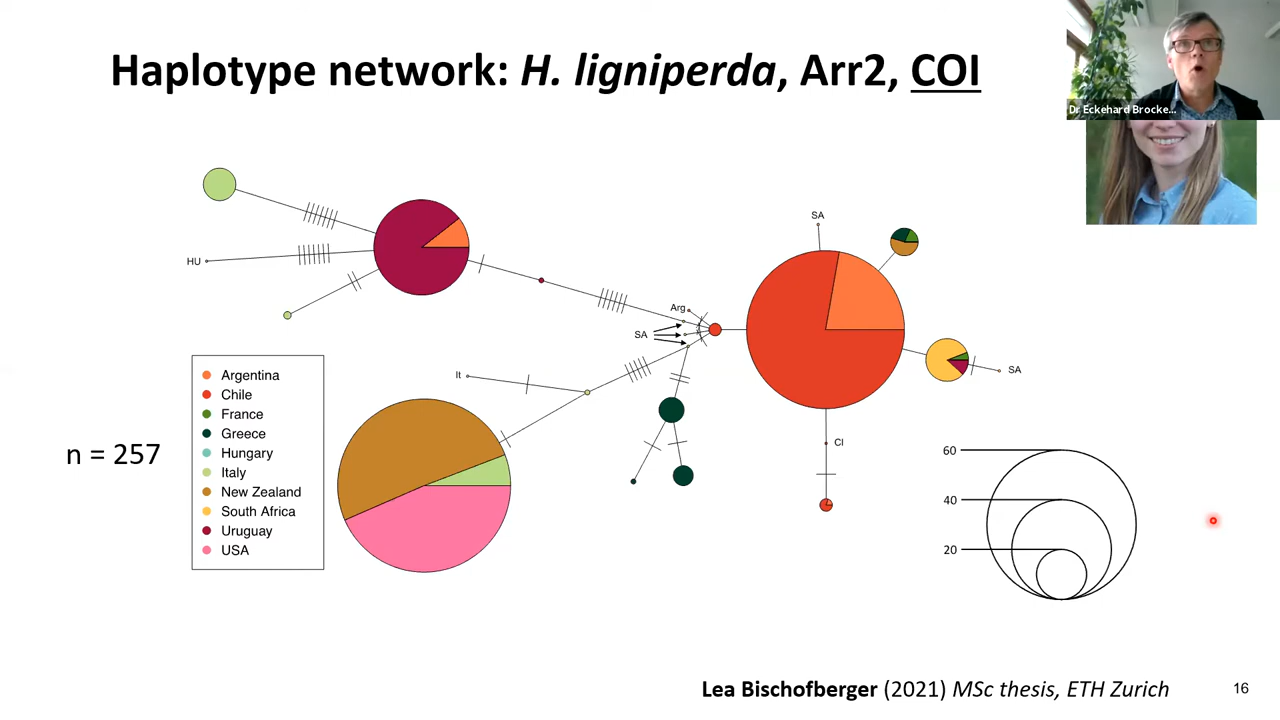 Haplotype network: H. ligniperda, Arr2, COI
Dr Eckehard Brocke...
SA
HU
Arg
SA
SA
It
CI
Argentina
Chile
France
Greece
Hungary
Italy
New Zealand
South Africa
Uruguay
USA
n = 257
60
40
20
Lea Bischofberger (2021) MSc thesis, ETH Zurich
16